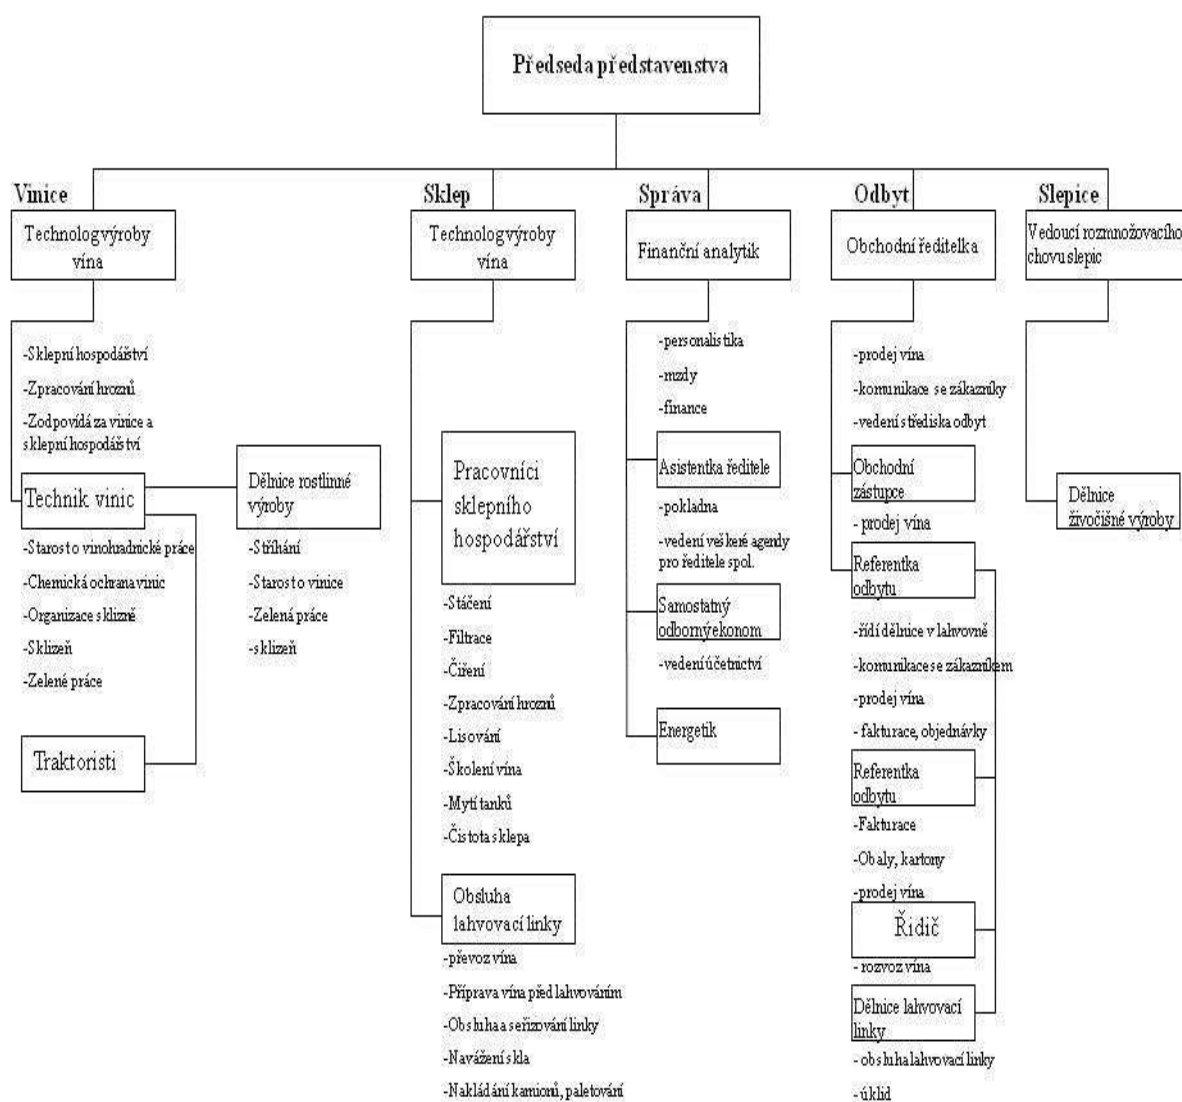 Předseda představenstva
Vinice
Technolog výroby
vína
-Sklepní hospodářství
-Zpracování hroznů
-Zodpovídá za vinice a
sklepní hospodářství
Technik vinic
-Starost o vinohradnické práce
-Chemická ochrana vinic
-Organizace sklizně
-Sklizeň
-Zelené práce
Traktoristi
Dělnice rostlinné
výroby
-Stříhání
-Starost o vinice
-Zelená práce
-sklizeň
Sklep
Technolog výroby
vína
Pracovníci
sklepního
hospodářství
-Stáčení
-Filtrace
-Čiření
-Zpracování hroznů
-Lisování
-Školení vína
-Mytí tanků
-Čistota sklepa
Obsluha
lahvovací linky
-převoz vína
-Příprava vína před lahvováním
-Obsluha a seřizování linky
-Navážení skla
-Nakládání kamionů, paletování
Správa
Finanční analytik
-personalistika
-mzdy
-finance
Asistentka ředitele
-pokladna
-vedení veškeré agendy
pro ředitele spol.
Samostatný
odborný ekonom
-vedení účetnictví
Energetik
Odbyt
Obchodní ředitelka
-prodej vína
-komunikace se zákazníky
-vedení střediska odbyt
Obchodní
zástupce
- prodej vína
Referentka
odbytu
-řídí dělnice v lahvovně
-komunikace se zákazníkem
-prodej vína
- fakturace, objednávky
Referentka
odbytu
-Fakturace
-Obaly, kartony
-prodej vína
Řidič
- rozvoz vína
Dělnice lahvovací
linky
- obsluha lahvovací linky
- úklid
Slepice
Vedoucí rozmnožovacího
chovu slepic
Dělnice
živočišné výroby